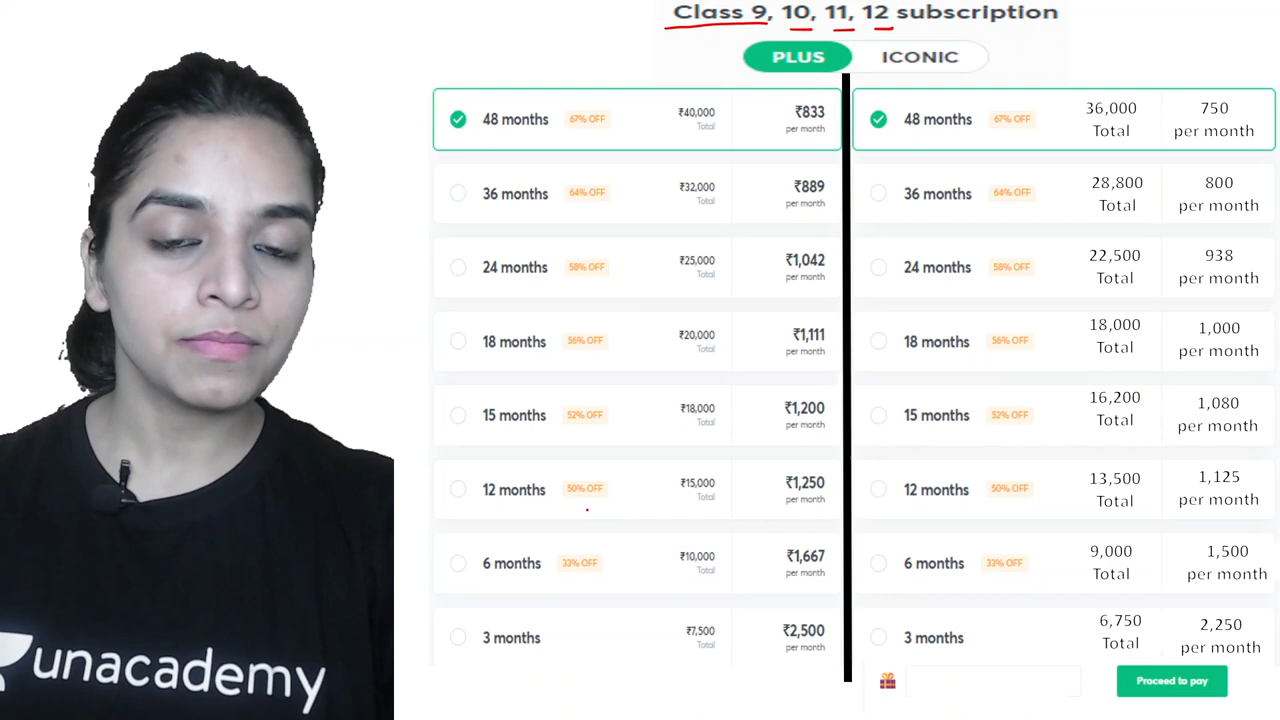 Class 9, 10, 11, 12 subscription
PLUS ICONIC
48 months 67% OFF ₹40,000 Total ₹833 per month
36 months 64% OFF ₹32,000 Total ₹889 per month
24 months 58% OFF ₹25,000 Total ₹1,042 per month
18 months 56% OFF ₹20,000 Total ₹1,111 per month
15 months 52% OFF ₹18,000 Total ₹1,200 per month
12 months 50% OFF ₹15,000 Total ₹1,250 per month
6 months 33% OFF ₹10,000 Total ₹1,667 per month
3 months ₹7,500 Total ₹2,500 per month
48 months 67% OFF 36,000 Total 750 per month
36 months 64% OFF 28,800 Total 800 per month
24 months 58% OFF 22,500 Total 938 per month
18 months 56% OFF 18,000 Total 1,000 per month
15 months 52% OFF 16,200 Total 1,080 per month
12 months 50% OFF 13,500 Total 1,125 per month
6 months 33% OFF 9,000 Total 1,500 per month
3 months 6,750 Total 2,250 per month
Proceed to pay
unacademy